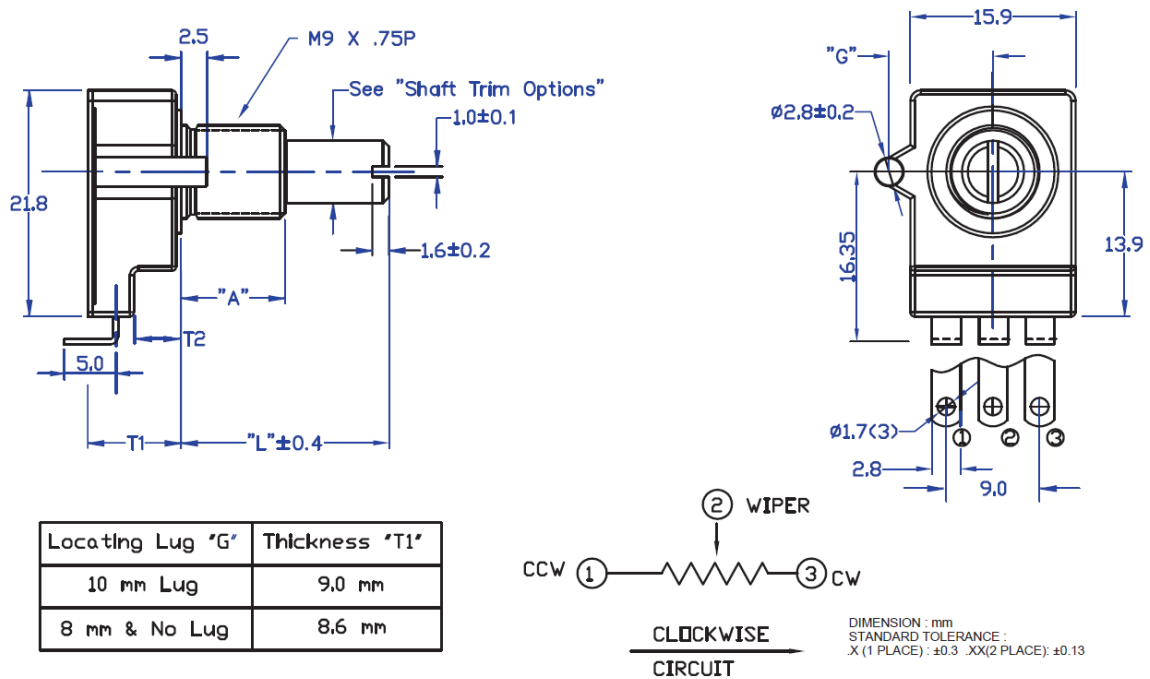 2.5
M9 X .75P
See "Shaft Trim Options"
1.0±0.1
21.8
1.6±0.2
"A"
T2
5.0
T1
"L"±0.4
15.9
"G"
Ø2.8±0.2
16.35
13.9
Ø1.7(3)
1 2 3
2.8
9.0
Locating Lug "G" Thickness "T1"
10 mm Lug 9.0 mm
8 mm & No Lug 8.6 mm
2 WIPER
CCW 1 3 CW
CLOCKWISE
CIRCUIT
DIMENSION : mm
STANDARD TOLERANCE :
.X (1 PLACE) : ±0.3 .XX(2 PLACE): ±0.13